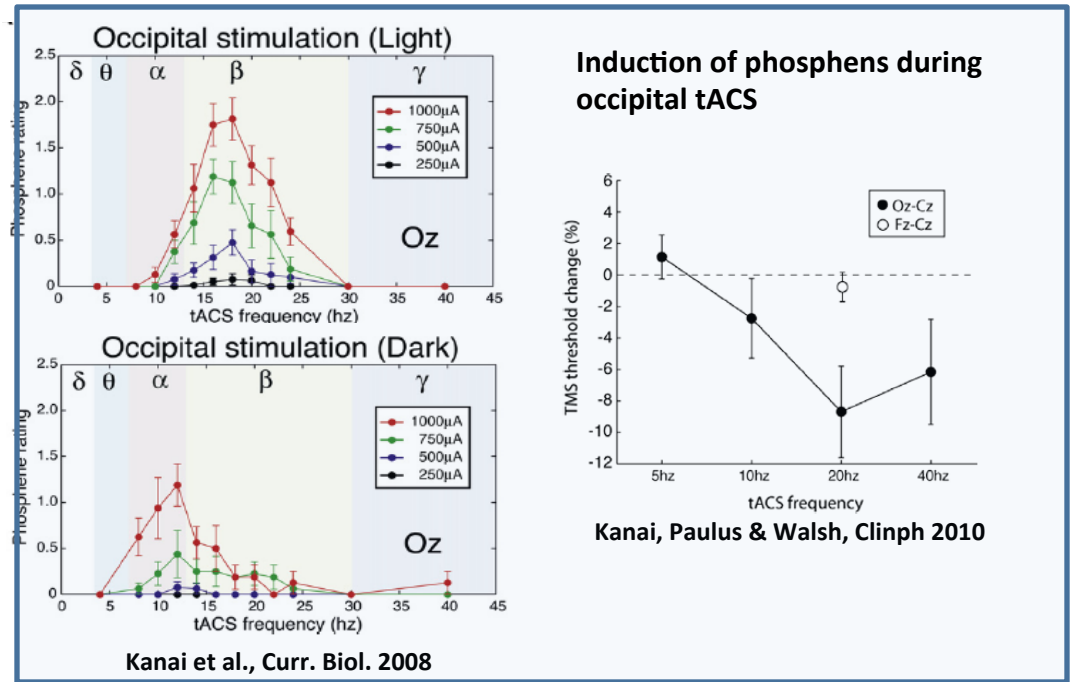 Occipital stimulation (Light)
2.5
2.0
1.5
1.0
0.5
0
δ θ α β γ
1000μA
750μA
500μA
250μA
Oz
Phosphene rating
0 5 10 15 20 25 30 35 40 45
tACS frequency (hz)
Occipital stimulation (Dark)
2.5
2.0
1.5
1.0
0.5
0
δ θ α β γ
1000μA
750μA
500μA
250μA
Oz
Phosphene rating
0 5 10 15 20 25 30 35 40 45
tACS frequency (hz)
Kanai et al., Curr. Biol. 2008
Induction of phosphens during
occipital tACS
6
4
2
0
-2
-4
-6
-8
-10
-12
TMS threshold change (%)
Oz-Cz
Fz-Cz
5hz 10hz 20hz 40hz
tACS frequency
Kanai, Paulus & Walsh, Clinph 2010